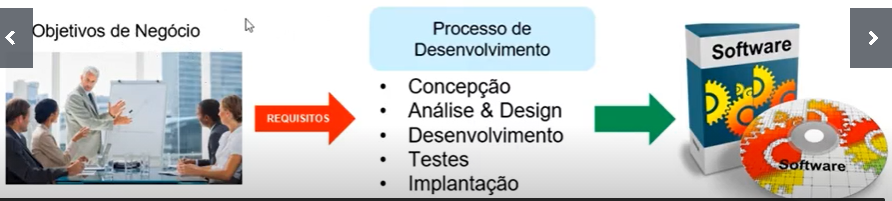 Objetivos de Negócio
REQUISITOS
Processo de
Desenvolvimento
• Concepção
• Análise & Design
• Desenvolvimento
• Testes
• Implantação
Software
Software